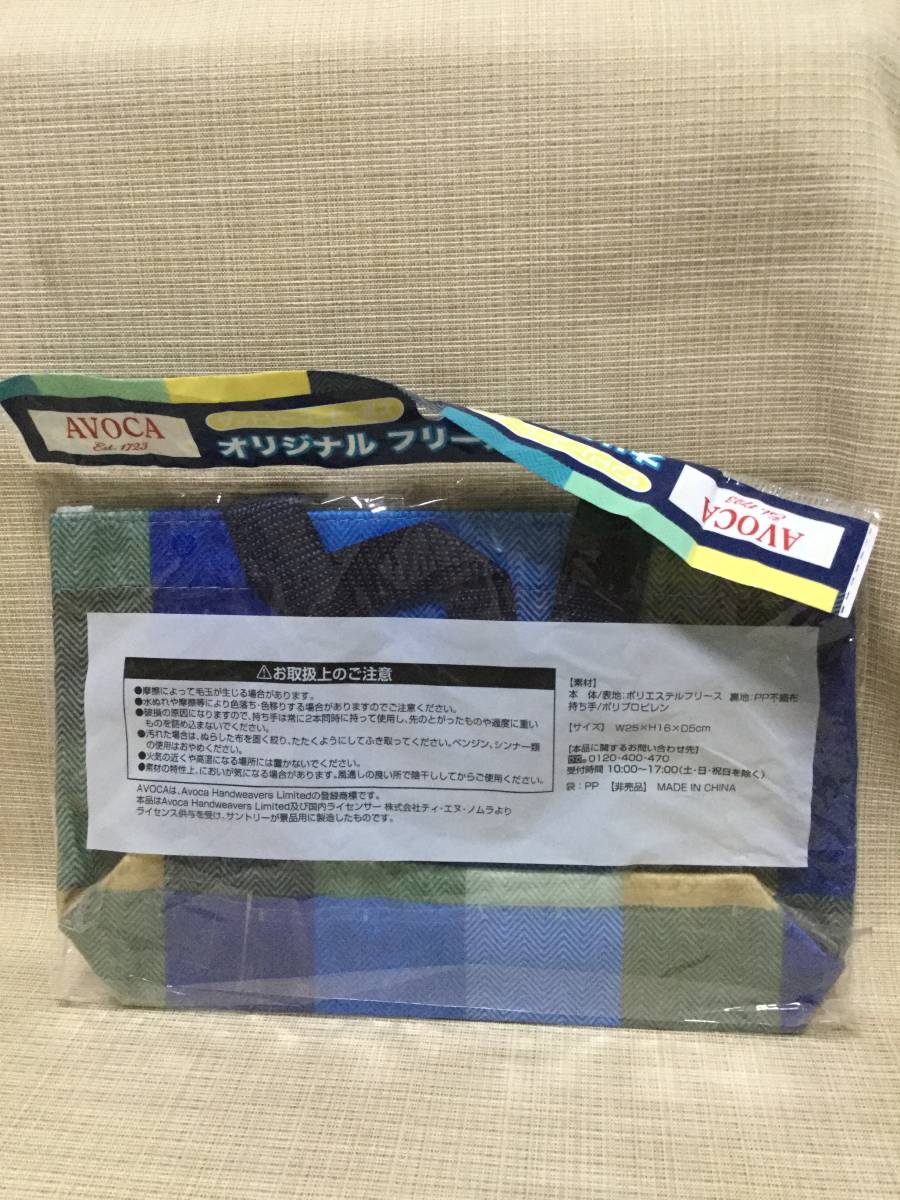 AVOCA
Est. 1723
オリジナル フリー
AVOCA
Est. 1723
⚠お取扱上のご注意
●摩擦によって毛玉が生じる場合があります。
●水ぬれや摩擦等により色落ち・色移りする場合がありますのでご注意ください。
●破損の原因になりますので、持ち手は常に2本同時に持って使用し、先のとがったものや過度に重い
ものを詰め込まないでください。
●汚れた場合は、ぬらした布を固く絞り、たたくようにしてふき取ってください。ベンジン、シンナー類
の使用はおやめください。
●火気の近くや高温になる場所には置かないでください。
●素材の特性上、においが気になる場合があります。風通しの良い所で陰干ししてからご使用ください。
AVOCAは、Avoca Handweavers Limitedの登録商標です。
本品はAvoca Handweavers Limited及び国内ライセンサー 株式会社ティ・エヌ・ノムラより
ライセンス供与を受け、サントリーが景品用に製造したものです。
【素材】
本 体/表地:ポリエステルフリース 裏地:PP不織布
持ち手/ポリプロピレン
【サイズ】 W25×H16×D5cm
【本品に関するお問い合わせ先】
0120-400-470
受付時間 10:00~17:00(土・日・祝日を除く)
袋:PP 【非売品】 MADE IN CHINA